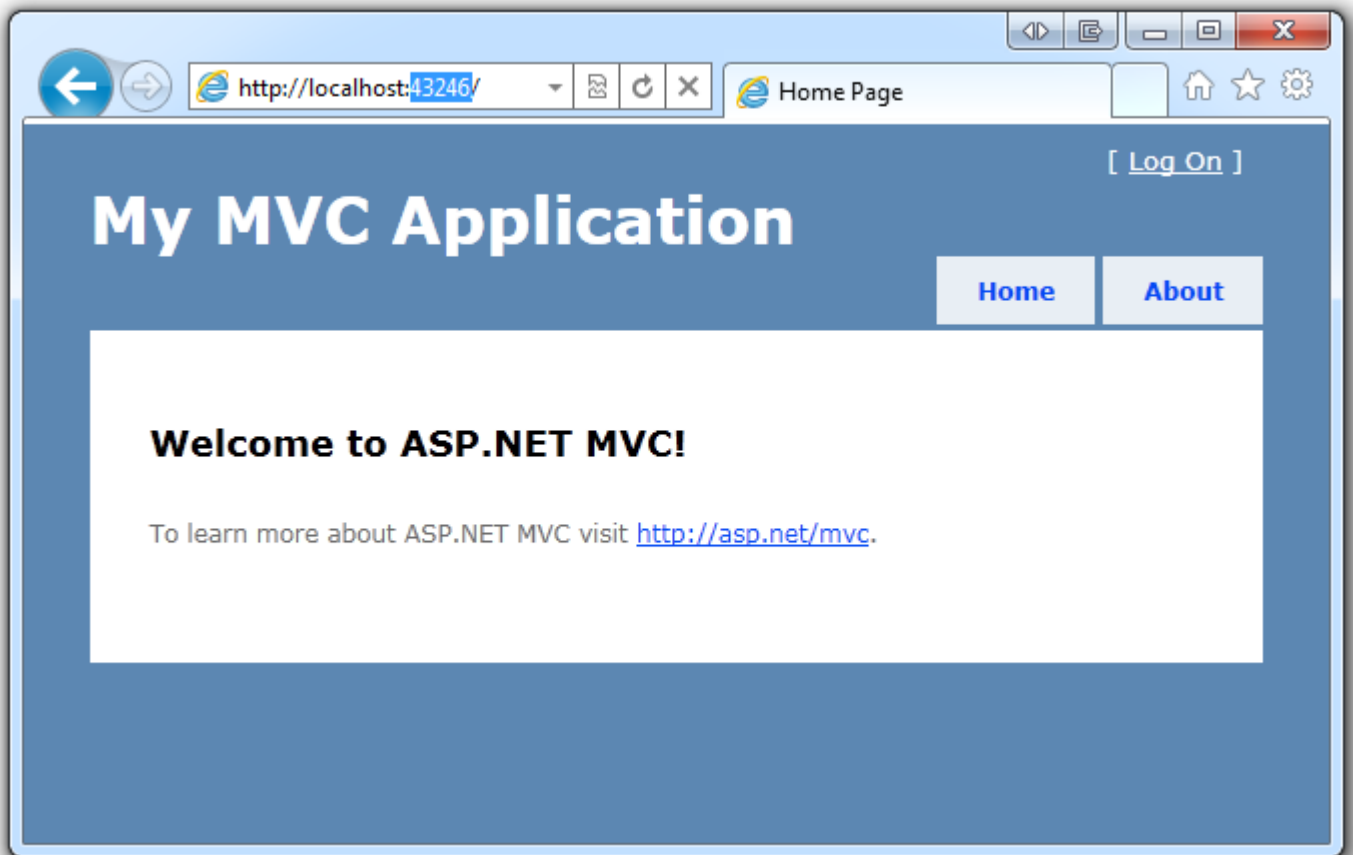 http://localhost:43246/
Home Page
[ Log On ]
My MVC Application
Home
About
Welcome to ASP.NET MVC!
To learn more about ASP.NET MVC visit http://asp.net/mvc.